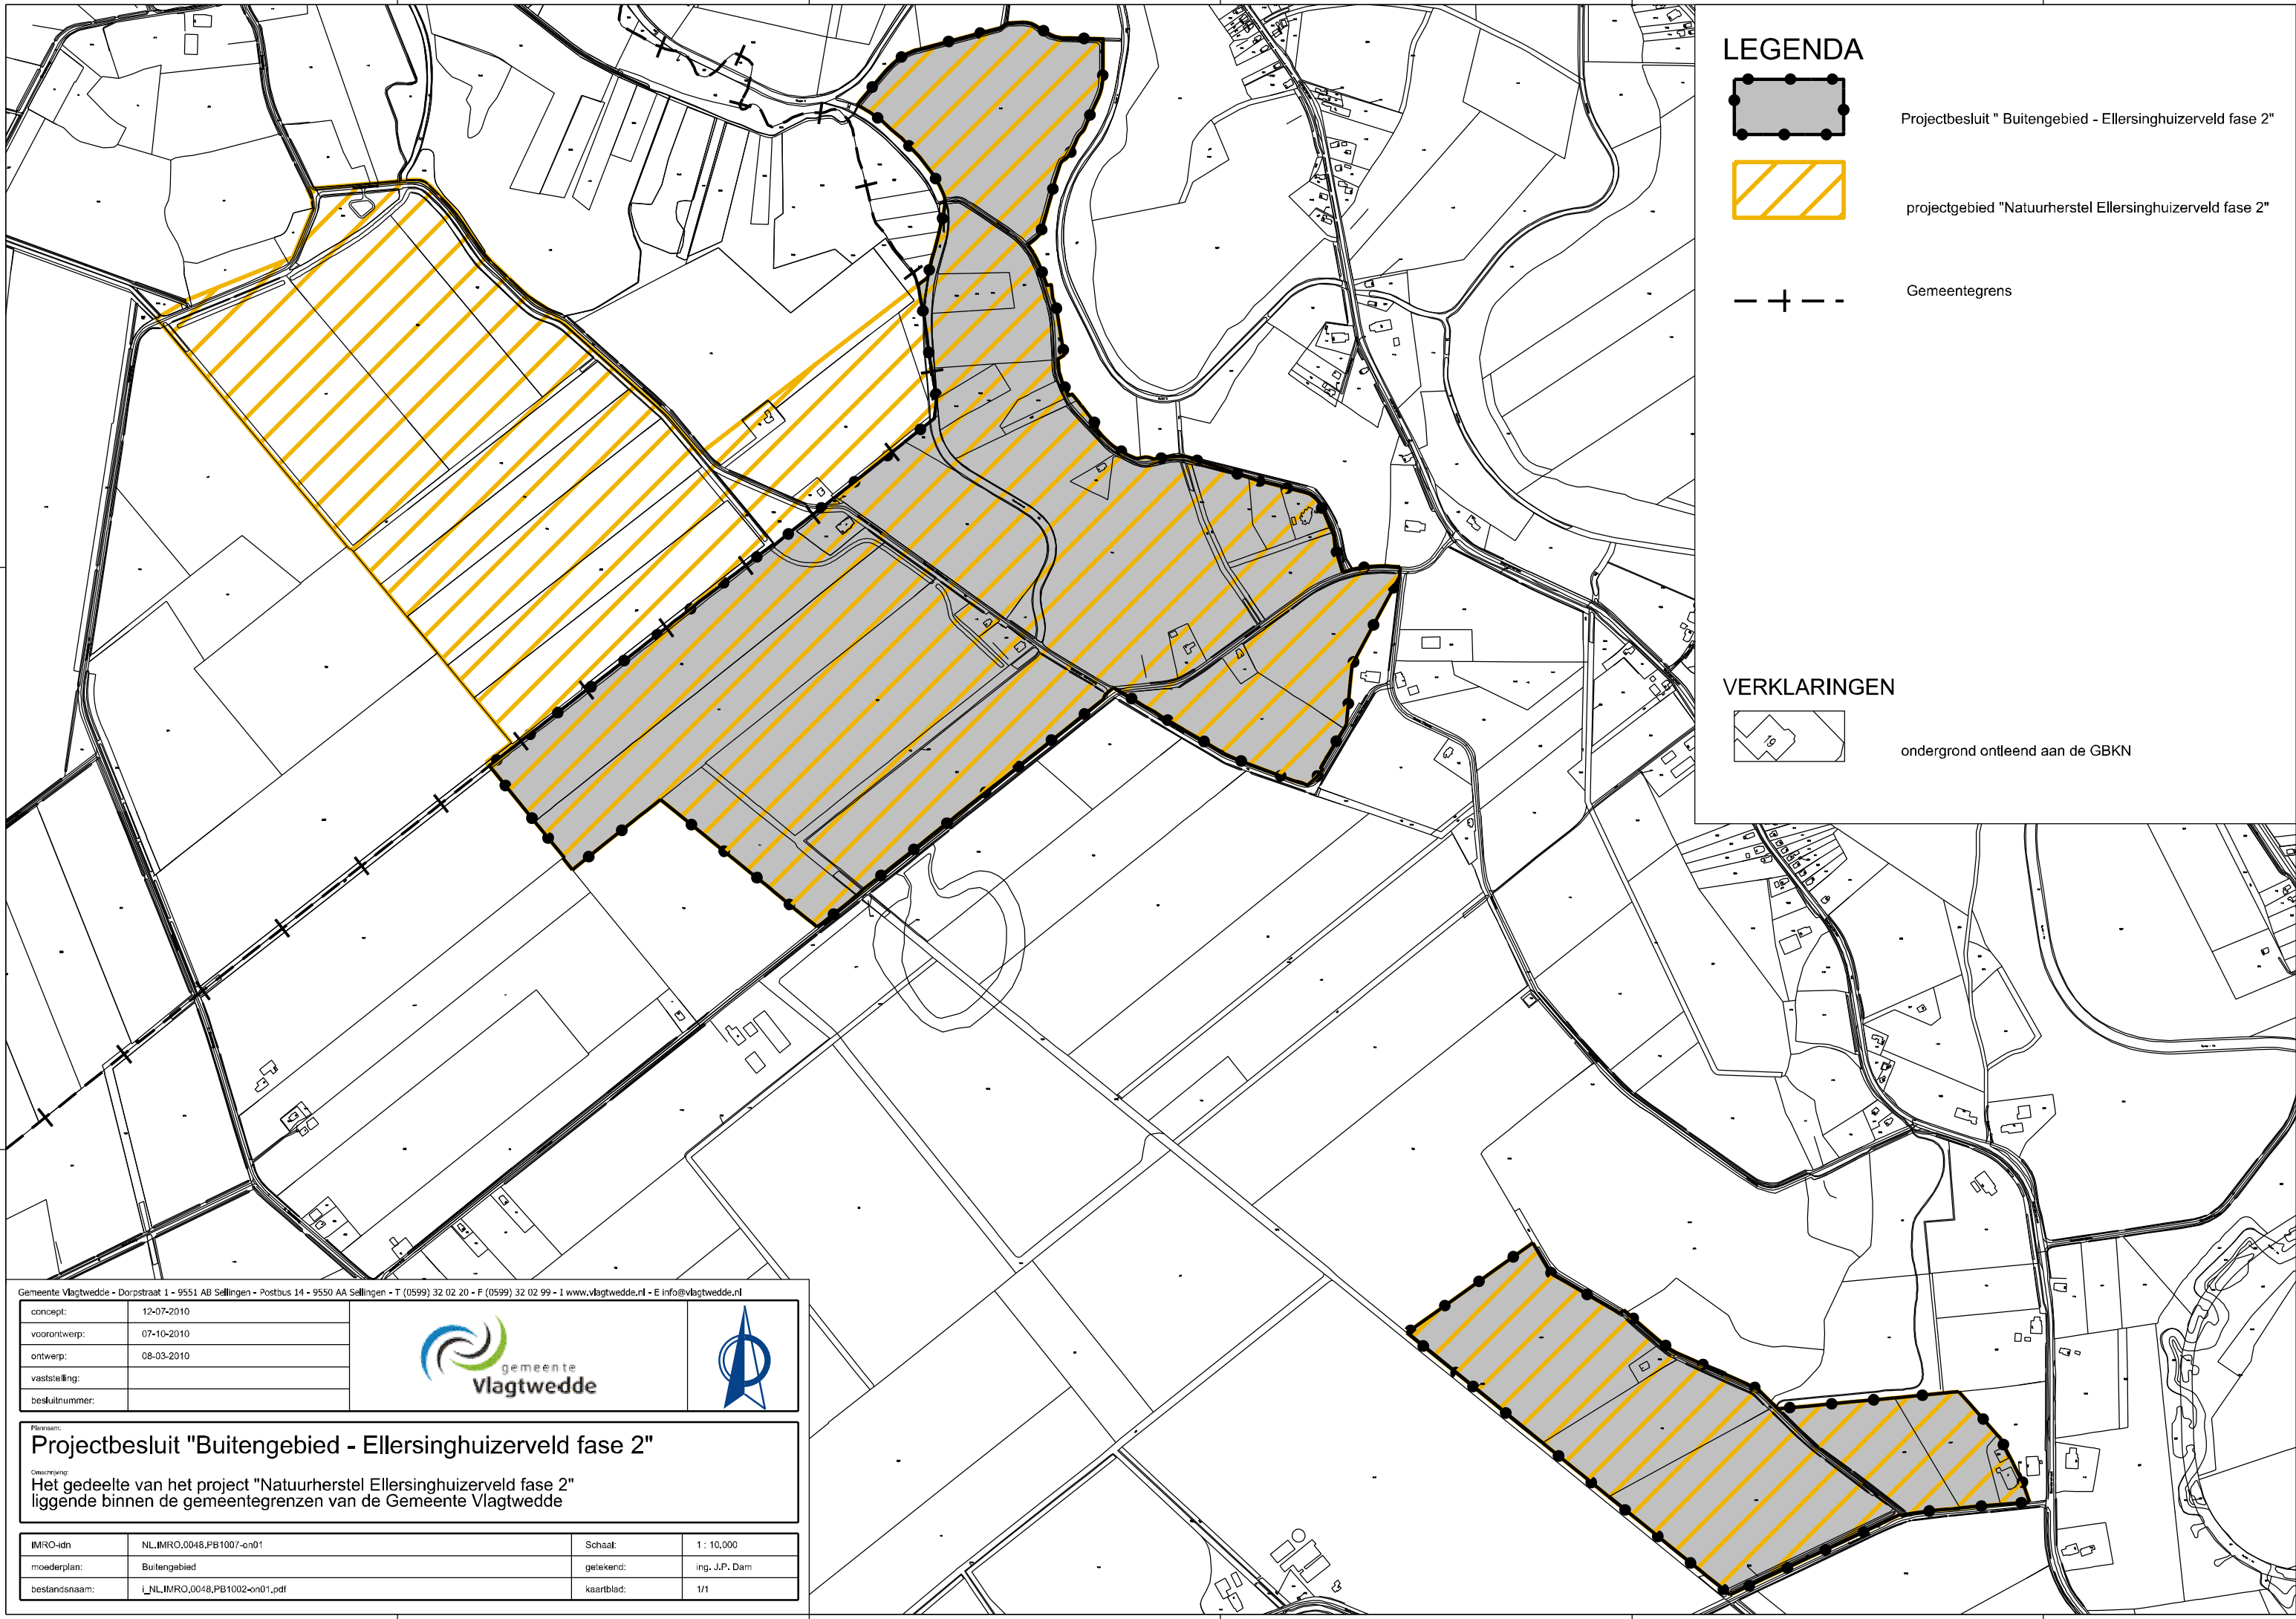 LEGENDA
Projectbesluit " Buitengebied - Ellersinghuizerveld fase 2"
projectgebied "Natuurherstel Ellersinghuizerveld fase 2"
Gemeentegrens
VERKLARINGEN
19
ondergrond ontleend aan de GBKN
Gemeente Vlagtwedde - Dorpstraat 1 - 9551 AB Sellingen - Postbus 14 - 9550 AA Sellingen - T (0599) 32 02 20 - F (0599) 32 02 99 - I www.vlagtwedde.nl - E info@vlagtwedde.nl
concept: 12-07-2010
voorontwerp: 07-10-2010
ontwerp: 08-03-2010
vaststelling:
besluitnummer:
gemeente
Vlagtwedde
Plannaam:
Projectbesluit "Buitengebied - Ellersinghuizerveld fase 2"
Omschrijving:
Het gedeelte van het project "Natuurherstel Ellersinghuizerveld fase 2"
liggende binnen de gemeentegrenzen van de Gemeente Vlagtwedde
IMRO-idn NL.IMRO.0048.PB1007-on01 Schaal: 1 : 10.000
moederplan: Buitengebied getekend: ing. J.P. Dam
bestandsnaam: i_NL.IMRO.0048.PB1002-on01.pdf kaartblad: 1/1